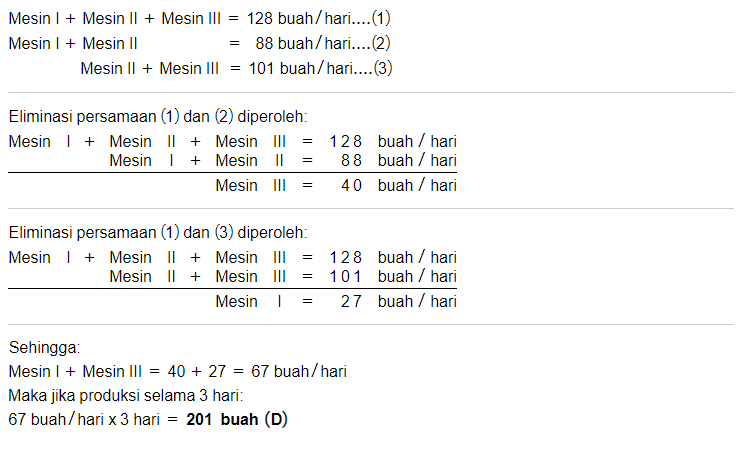 Mesin I + Mesin II + Mesin III = 128 buah/hari....(1)
Mesin I + Mesin II = 88 buah/hari....(2)
Mesin II + Mesin III = 101 buah/hari....(3)
Eliminasi persamaan (1) dan (2) diperoleh:
Mesin I + Mesin II + Mesin III = 128 buah / hari
Mesin I + Mesin II = 88 buah / hari
Mesin III = 40 buah / hari
Eliminasi persamaan (1) dan (3) diperoleh:
Mesin I + Mesin II + Mesin III = 128 buah / hari
Mesin II + Mesin III = 101 buah / hari
Mesin I = 27 buah / hari
Sehingga:
Mesin I + Mesin III = 40 + 27 = 67 buah/hari
Maka jika produksi selama 3 hari:
67 buah/hari x 3 hari = 201 buah (D)